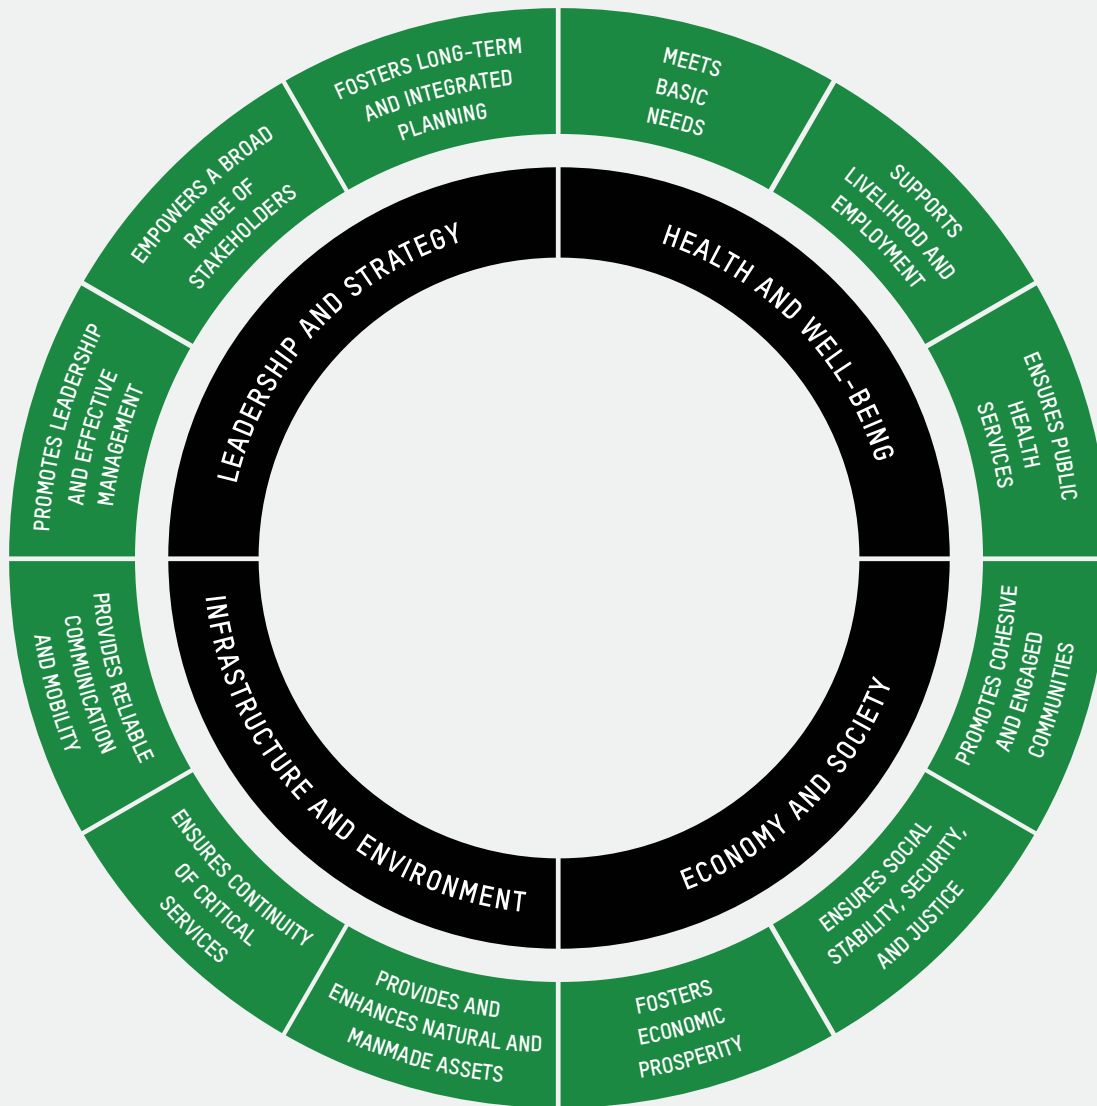 MEETS
BASIC
NEEDS
SUPPORTS
LIVELIHOOD AND
EMPLOYMENT
ENSURES PUBLIC
HEALTH
SERVICES
PROMOTES COHESIVE
AND ENGAGED
COMMUNITIES
ENSURES SOCIAL
STABILITY, SECURITY,
AND JUSTICE
FOSTERS
ECONOMIC
PROSPERITY
PROVIDES AND
ENHANCES NATURAL AND
MANMADE ASSETS
ENSURES CONTINUITY
OF CRITICAL
SERVICES
PROVIDES RELIABLE
COMMUNICATION
AND MOBILITY
PROMOTES LEADERSHIP
AND EFFECTIVE
MANAGEMENT
EMPOWERS A BROAD
RANGE OF
STAKEHOLDERS
FOSTERS LONG-TERM
AND INTEGRATED
PLANNING
HEALTH AND WELL-BEING
ECONOMY AND SOCIETY
INFRASTRUCTURE AND ENVIRONMENT
LEADERSHIP AND STRATEGY